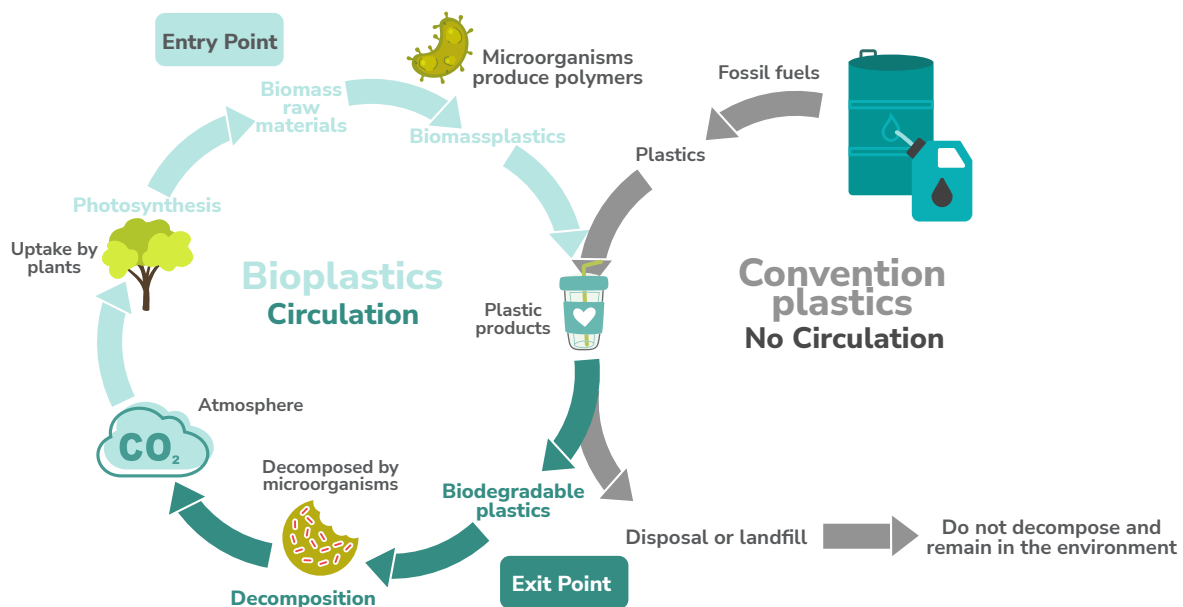 Entry Point
Microorganisms
produce polymers
Fossil fuels
Biomass
raw
materials
Biomassplastics
Plastics
Photosynthesis
Uptake by
plants
Bioplastics
Circulation
Plastic
products
Convention
plastics
No Circulation
Atmosphere
CO₂
Decomposed by
microorganisms
Biodegradable
plastics
Disposal or landfill
Do not decompose and
remain in the environment
Exit Point
Decomposition